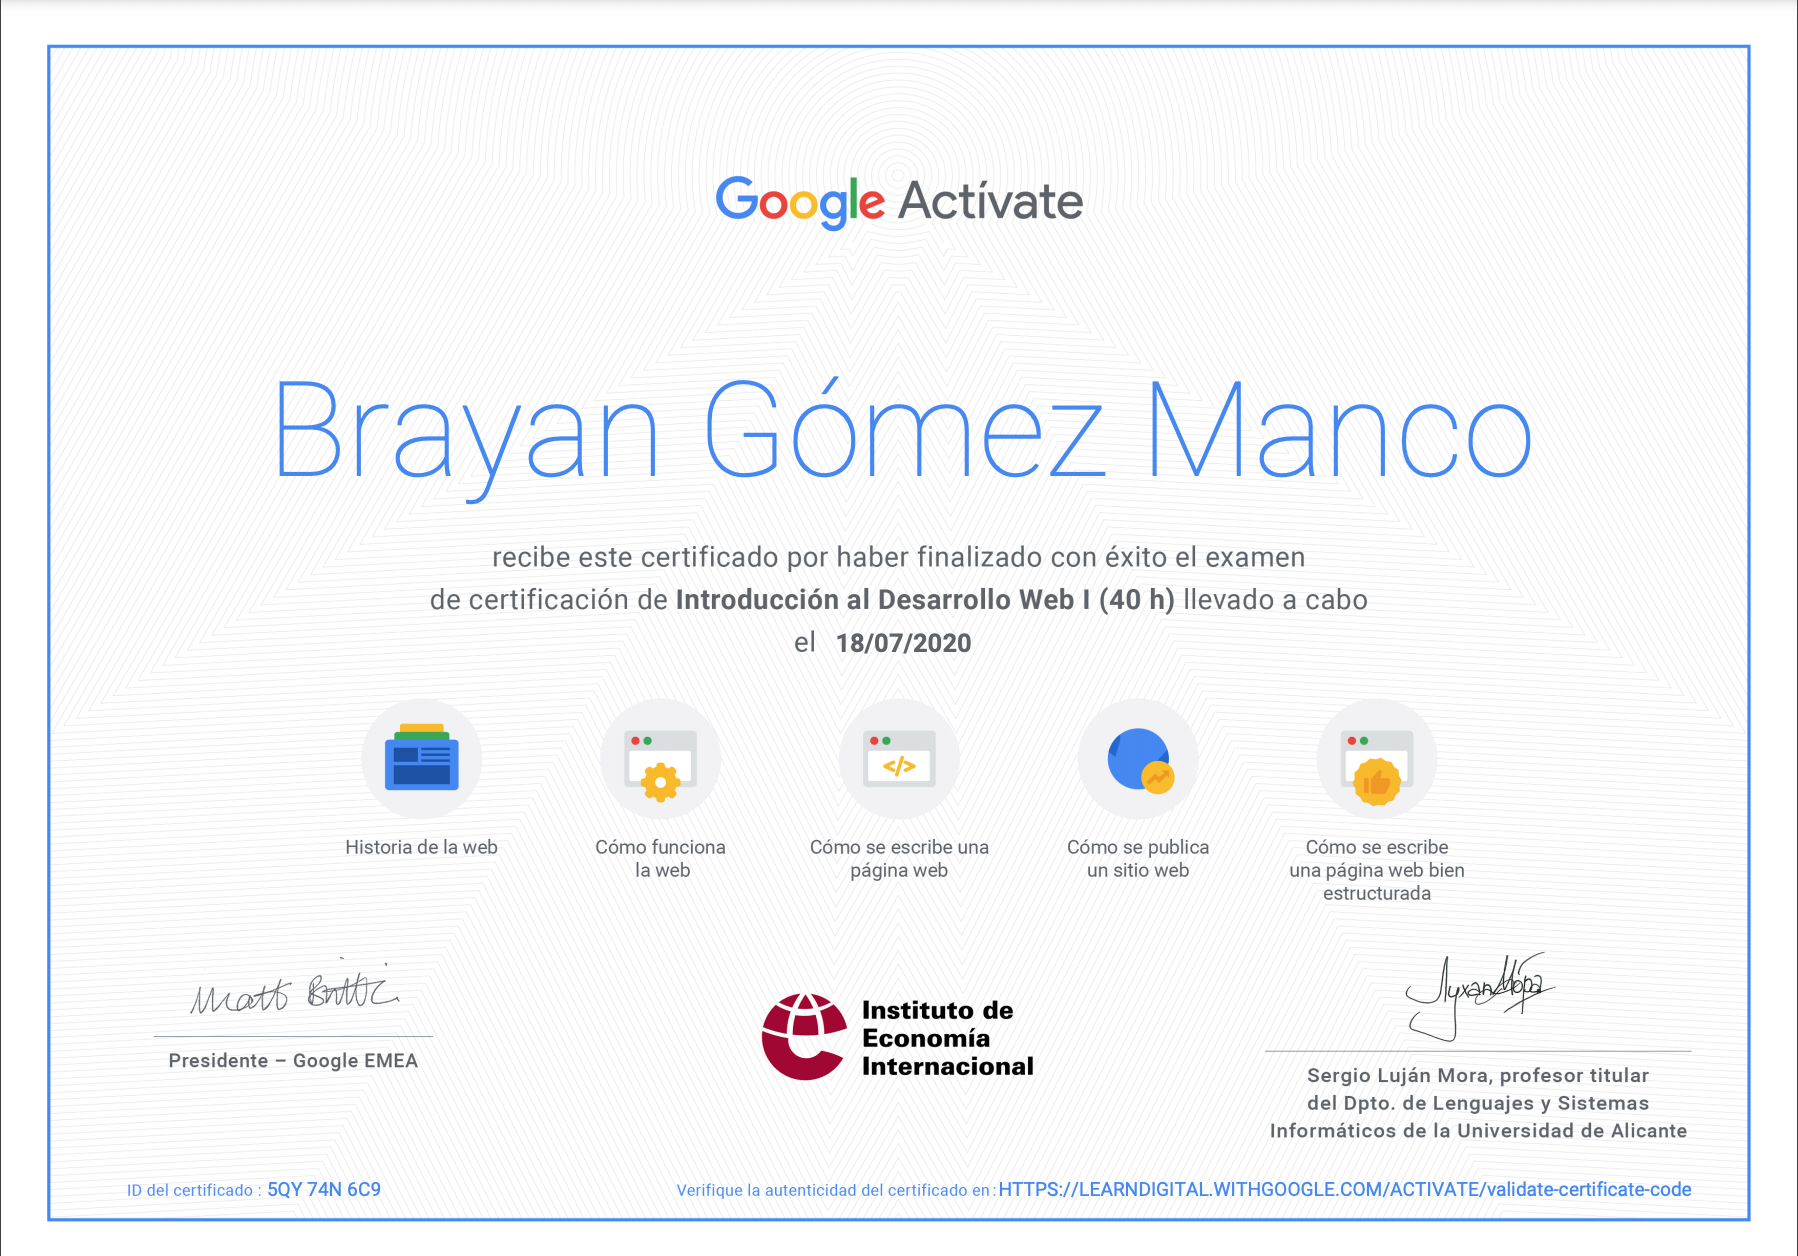 Google Actívate
Brayan Gómez Manco
recibe este certificado por haber finalizado con éxito el examen
de certificación de Introducción al Desarrollo Web I (40 h) llevado a cabo
el 18/07/2020
</>
Historia de la web
Cómo funciona
la web
Cómo se escribe una
página web
Cómo se publica
un sitio web
Cómo se escribe
una página web bien
estructurada
Presidente – Google EMEA
Instituto de
Economía
Internacional
Sergio Luján Mora, profesor titular
del Dpto. de Lenguajes y Sistemas
Informáticos de la Universidad de Alicante
ID del certificado : 5QY 74N 6C9
Verifique la autenticidad del certificado en: HTTPS://LEARNDIGITAL.WITHGOOGLE.COM/ACTIVATE/validate-certificate-code